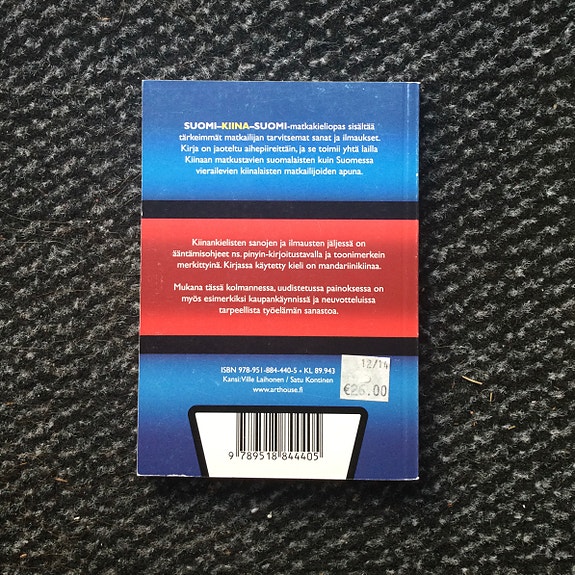 SUOMI–KIINA–SUOMI-matkakieliopas sisältää
tärkeimmät matkailijan tarvitsemat sanat ja ilmaukset.
Kirja on jaoteltu aihepiireittäin, ja se toimii yhtä lailla
Kiinaan matkustavien suomalaisten kuin Suomessa
vierailevien kiinalaisten matkailijoiden apuna.
Kiinankielisten sanojen ja ilmausten jäljessä on
ääntämisohjeet ns. pinyin-kirjoitustavalla ja toonimerkein
merkittyinä. Kirjassa käytetty kieli on mandariinikiinaa.
Mukana tässä kolmannessa, uudistetussa painoksessa on
myös esimerkiksi kaupankäynnissä ja neuvotteluissa
tarpeellista työelämän sanastoa.
ISBN 978-951-884-440-5 • KL 89.943
Kansi: Ville Laihonen / Satu Kontinen
www.arthouse.fi
12/14
€26.00
9 789518 844405